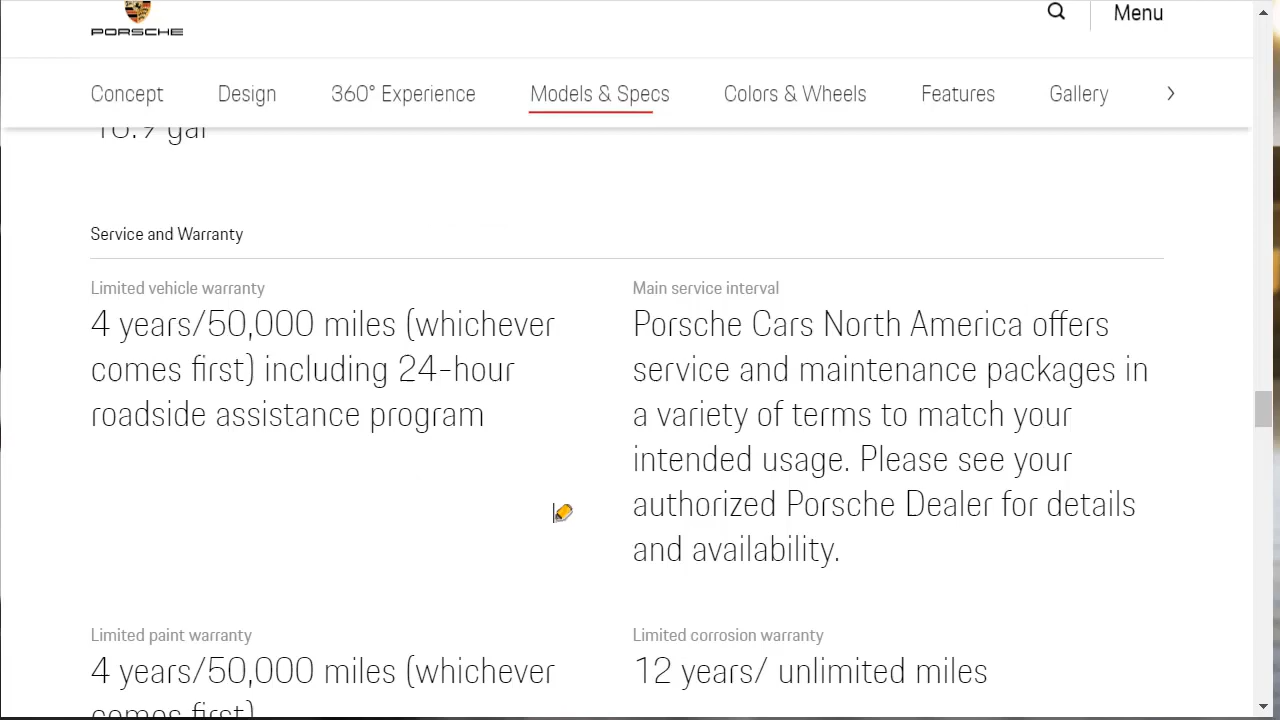 PORSCHE
Menu
Concept
Design
360° Experience
Models & Specs
Colors & Wheels
Features
Gallery
gal
Service and Warranty
Limited vehicle warranty
4 years/50,000 miles (whichever
comes first) including 24-hour
roadside assistance program
Main service interval
Porsche Cars North America offers
service and maintenance packages in
a variety of terms to match your
intended usage. Please see your
authorized Porsche Dealer for details
and availability.
Limited paint warranty
4 years/50,000 miles (whichever
comes first)
Limited corrosion warranty
12 years/ unlimited miles